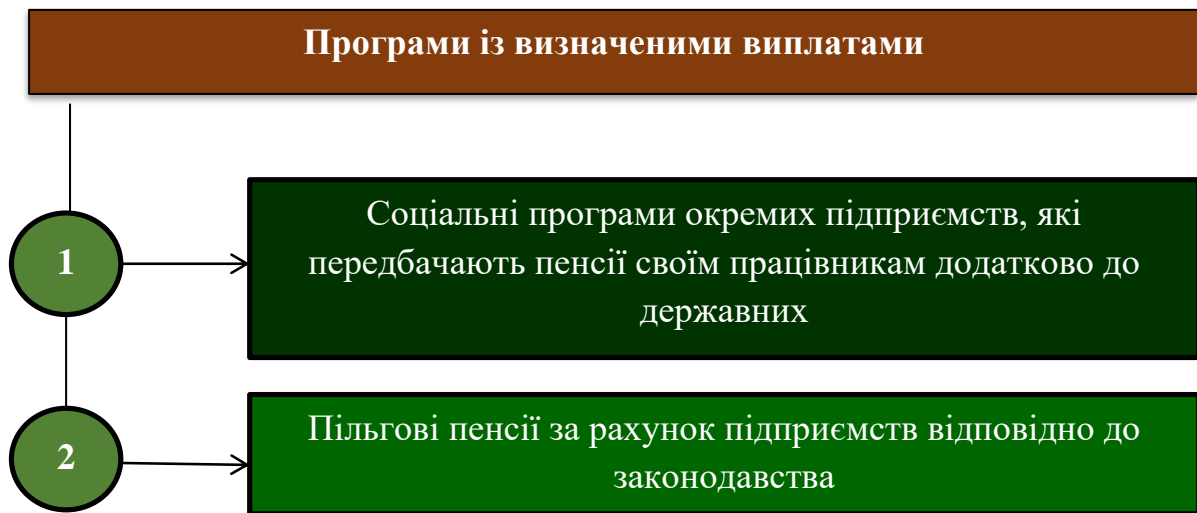 Програми із визначеними виплатами
1
Соціальні програми окремих підприємств, які
передбачають пенсії своїм працівникам додатково до
державних
2
Пільгові пенсії за рахунок підприємств відповідно до
законодавства